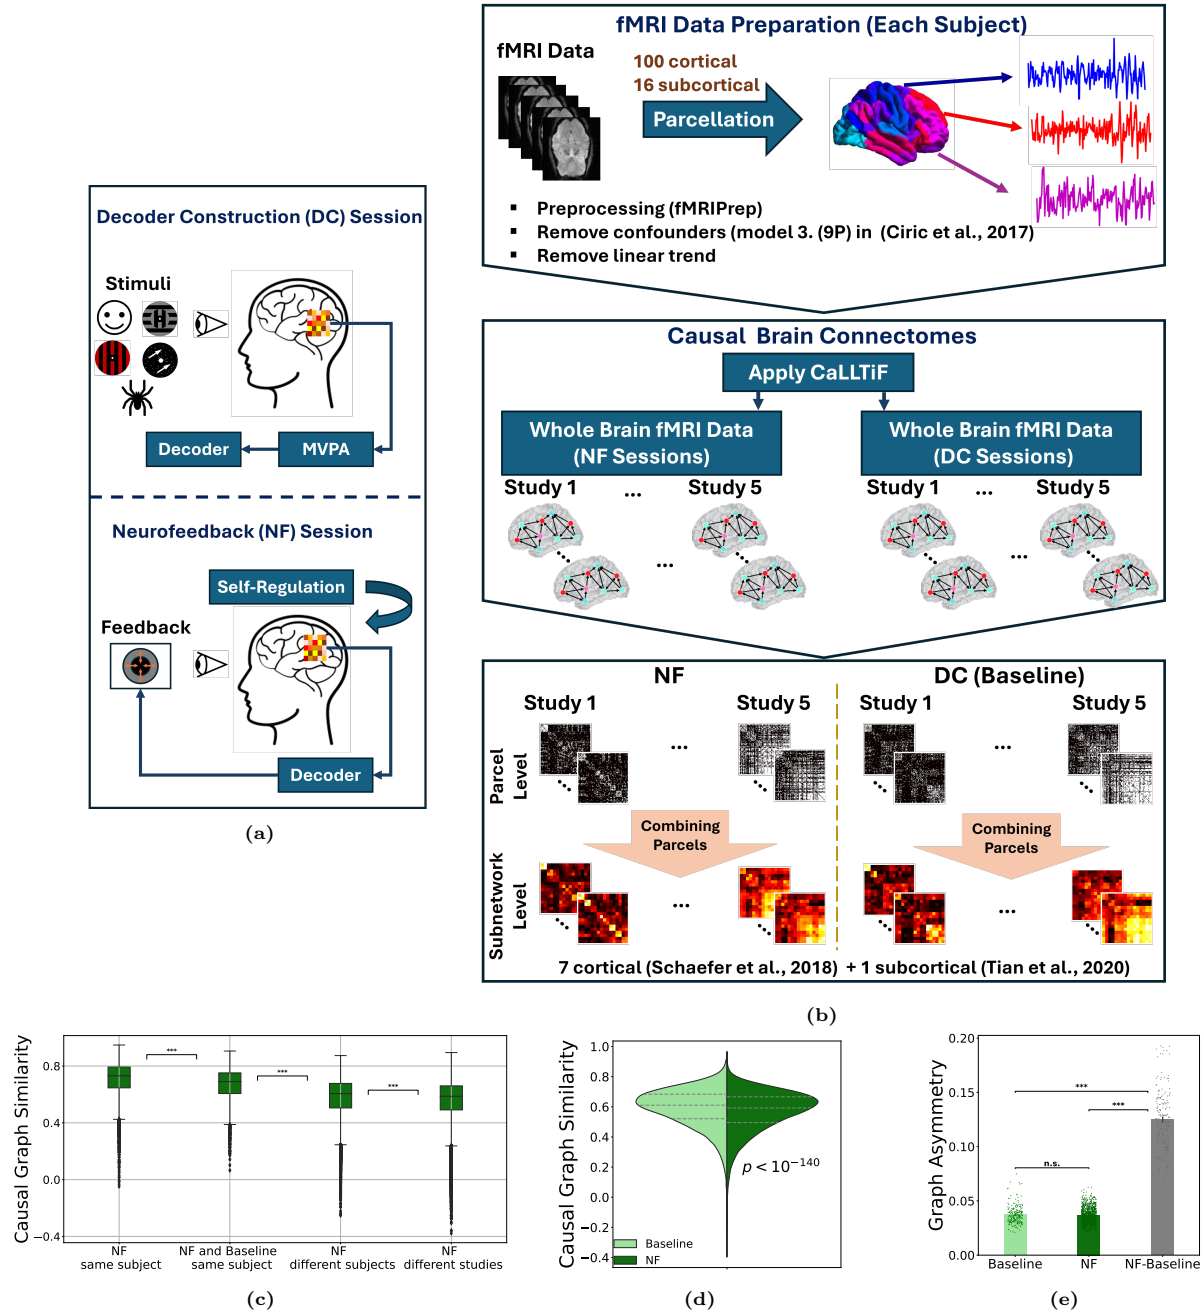 Decoder Construction (DC) Session
Stimuli
Decoder
MVPA
Neurofeedback (NF) Session
Self-Regulation
Feedback
Decoder
(a)
fMRI Data Preparation (Each Subject)
fMRI Data
100 cortical
16 subcortical
Parcellation
▪ Preprocessing (fMRIPrep)
▪ Remove confounders (model 3. (9P) in (Ciric et al., 2017)
▪ Remove linear trend
Causal Brain Connectomes
Apply CaLLTiF
Whole Brain fMRI Data
(NF Sessions)
Whole Brain fMRI Data
(DC Sessions)
Study 1 ... Study 5
Study 1 ... Study 5
...
...
NF
DC (Baseline)
Study 1
Study 5
Study 1
Study 5
Parcel
Level
...
...
Combining
Parcels
Combining
Parcels
Subnetwork
Level
...
...
7 cortical (Schaefer et al., 2018) + 1 subcortical (Tian et al., 2020)
(b)
Causal Graph Similarity
0.8
0.4
0.0
−0.4
***
***
***
NF
same subject
NF and Baseline
same subject
NF
different subjects
NF
different studies
(c)
Causal Graph Similarity
1.0
0.8
0.6
0.4
0.2
0.0
−0.2
−0.4
p < 10⁻¹⁴⁰
Baseline
NF
(d)
Graph Asymmetry
0.20
0.15
0.10
0.05
0.00
***
***
n.s.
Baseline
NF
NF-Baseline
(e)